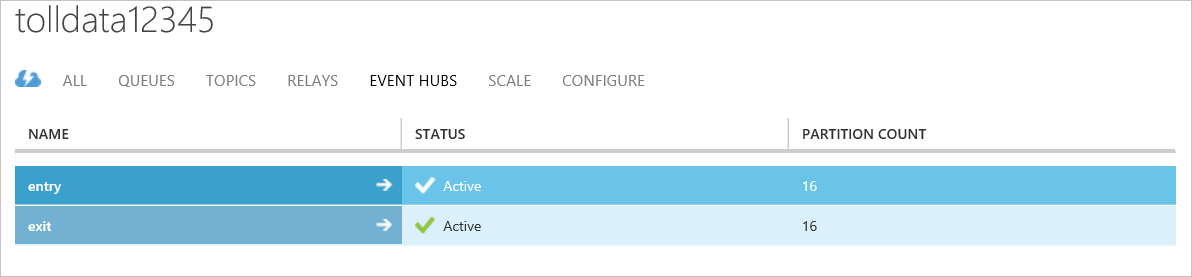 tolldata12345
ALL QUEUES TOPICS RELAYS EVENT HUBS SCALE CONFIGURE
NAME STATUS PARTITION COUNT
entry Active 16
exit Active 16